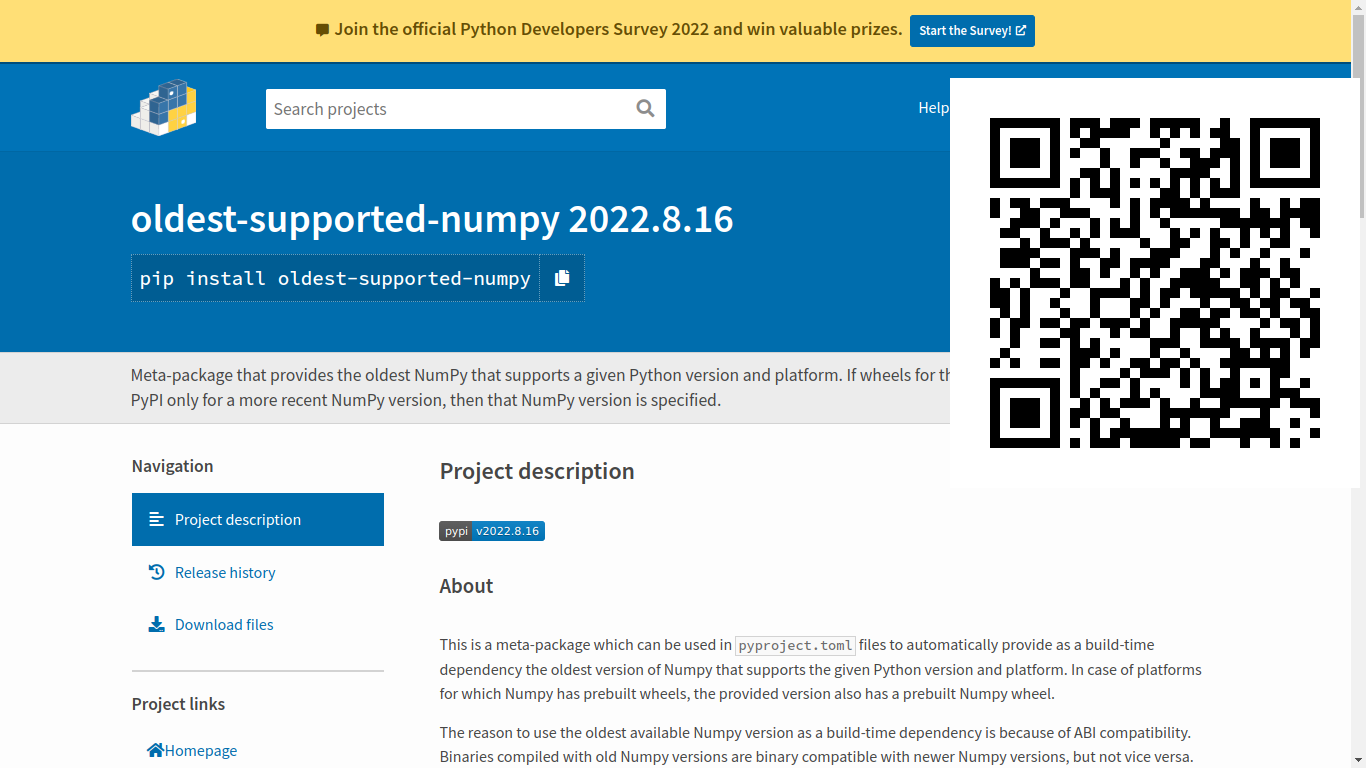 Join the official Python Developers Survey 2022 and win valuable prizes. Start the Survey!
Search projects
Help
oldest-supported-numpy 2022.8.16
pip install oldest-supported-numpy
Meta-package that provides the oldest NumPy that supports a given Python version and platform. If wheels for
PyPI only for a more recent NumPy version, then that NumPy version is specified.
Navigation
Project description
Release history
Download files
Project links
Homepage
Project description
pypi v2022.8.16
About
This is a meta-package which can be used in pyproject.toml files to automatically provide as a build-time
dependency the oldest version of Numpy that supports the given Python version and platform. In case of platforms
for which Numpy has prebuilt wheels, the provided version also has a prebuilt Numpy wheel.
The reason to use the oldest available Numpy version as a build-time dependency is because of ABI compatibility.
Binaries compiled with old Numpy versions are binary compatible with newer Numpy versions, but not vice versa.